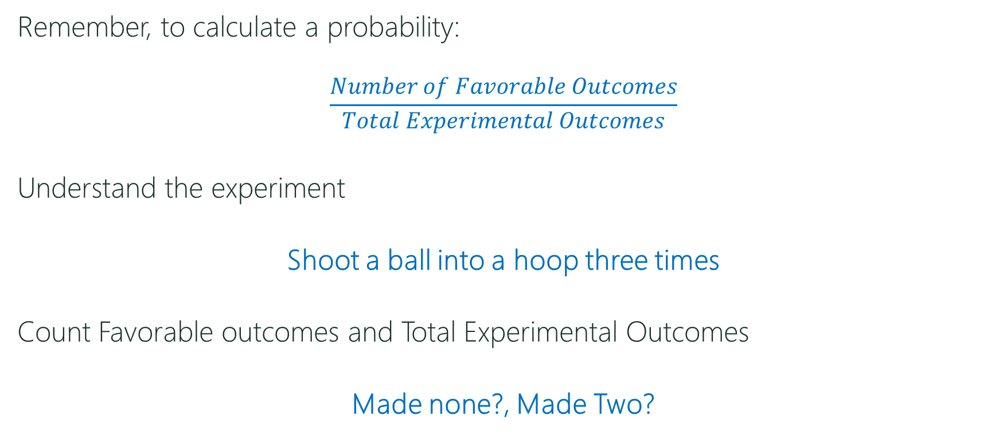 Remember, to calculate a probability:
Number of Favorable Outcomes
Total Experimental Outcomes
Understand the experiment
Shoot a ball into a hoop three times
Count Favorable outcomes and Total Experimental Outcomes
Made none?, Made Two?